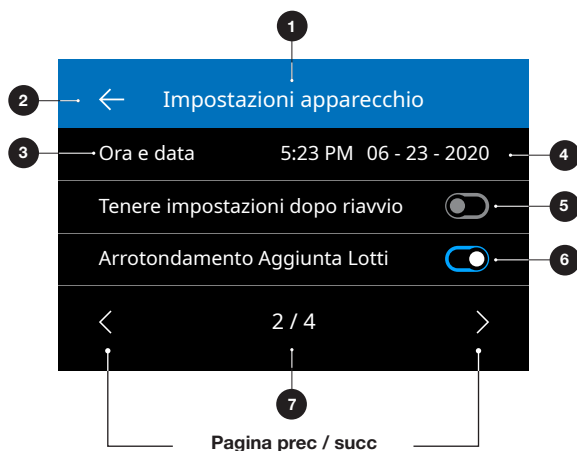 1
2
Impostazioni apparecchio
3
Ora e data 5:23 PM 06 - 23 - 2020
4
Tenere impostazioni dopo riavvio
5
Arrotondamento Aggiunta Lotti
6
2 / 4
7
Pagina prec / succ